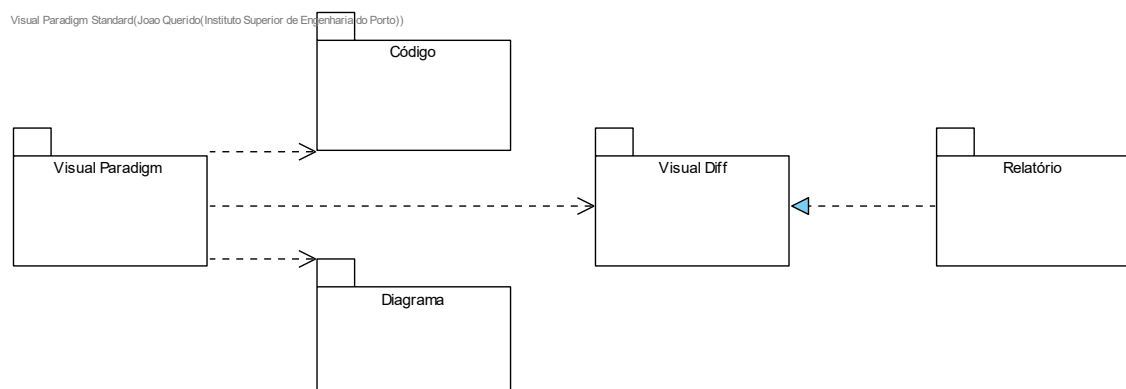 Visual Paradigm Standard(Joao Querido(Instituto Superior de Engenharia do Porto))
Código
Visual Paradigm
Visual Diff
Relatório
Diagrama